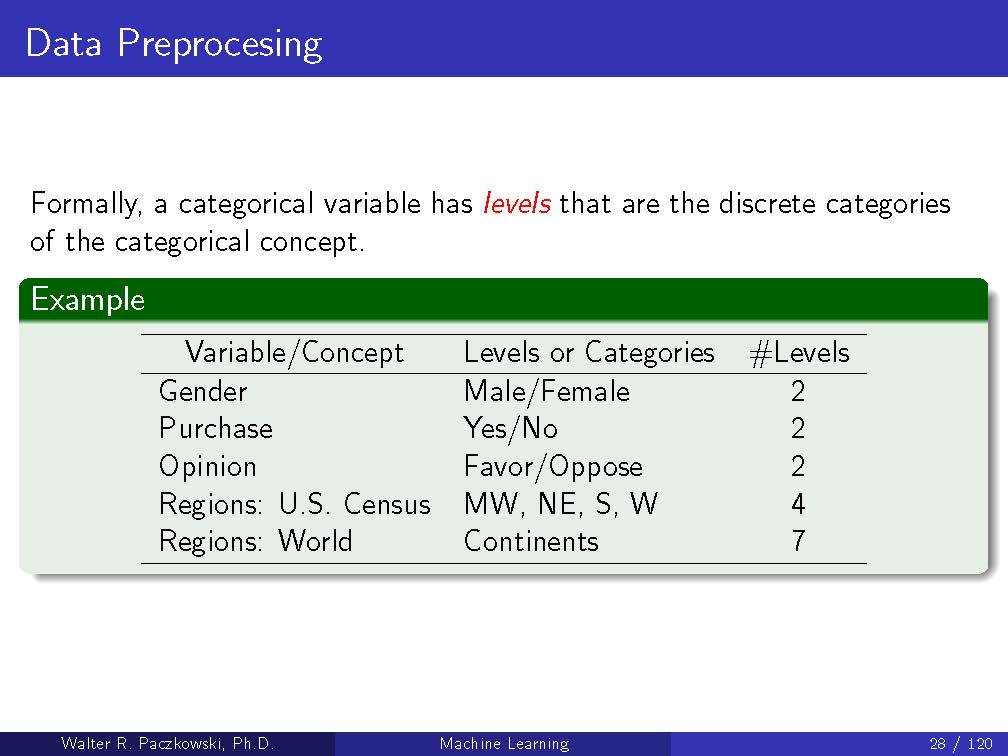 Data Preprocesing
Formally, a categorical variable has levels that are the discrete categories
of the categorical concept.
Example
Variable/Concept Levels or Categories #Levels
Gender Male/Female 2
Purchase Yes/No 2
Opinion Favor/Oppose 2
Regions: U.S. Census MW, NE, S, W 4
Regions: World Continents 7
Walter R. Paczkowski, Ph.D. Machine Learning 28 / 120